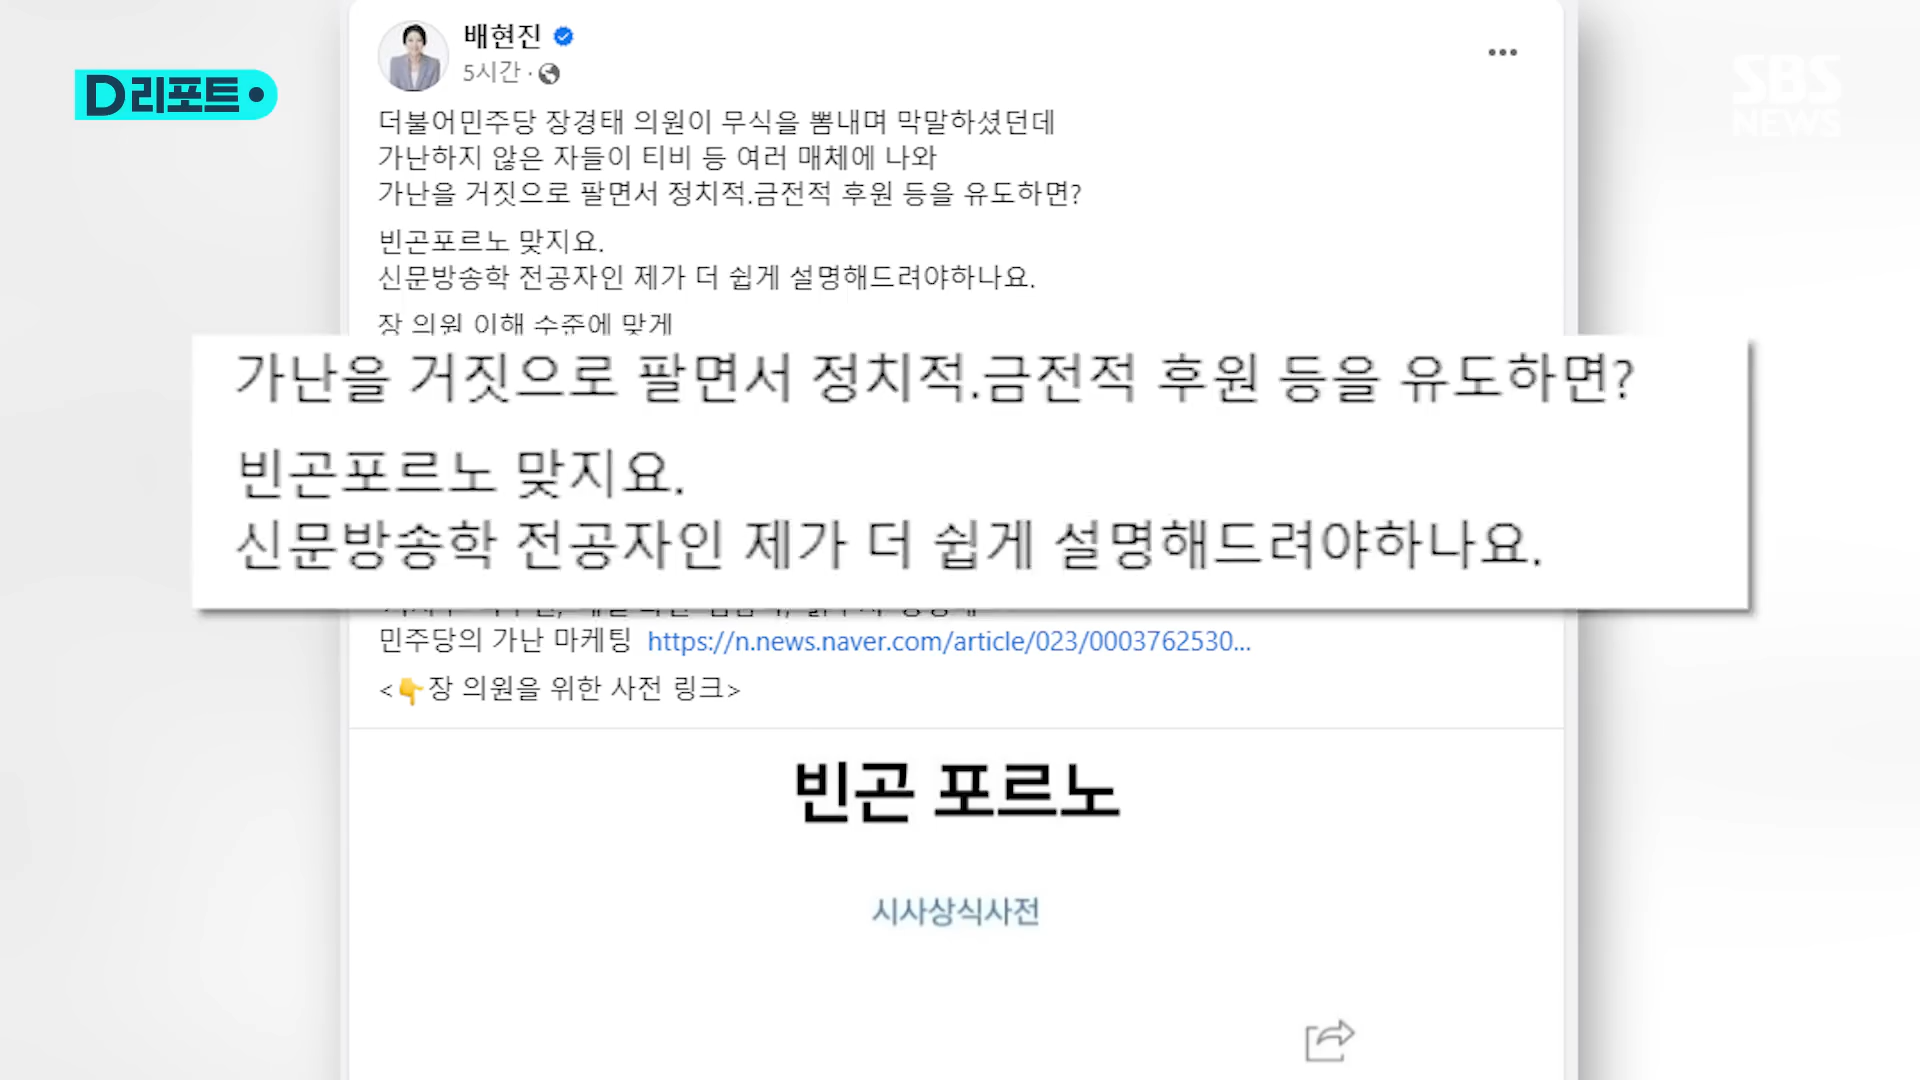 D리포트
SBS
NEWS
배현진
5시간
더불어민주당 장경태 의원이 무식을 뽐내며 막말하셨던데
가난하지 않은 자들이 티비 등 여러 매체에 나와
가난을 거짓으로 팔면서 정치적.금전적 후원 등을 유도하면?
빈곤포르노 맞지요.
신문방송학 전공자인 제가 더 쉽게 설명해드려야하나요.
장 의원 이해 수준에 맞게
가난을 거짓으로 팔면서 정치적.금전적 후원 등을 유도하면?
빈곤포르노 맞지요.
신문방송학 전공자인 제가 더 쉽게 설명해드려야하나요.
민주당의 가난 마케팅 https://n.news.naver.com/article/023/0003762530...
<👇장 의원을 위한 사전 링크>
빈곤 포르노
시사상식사전